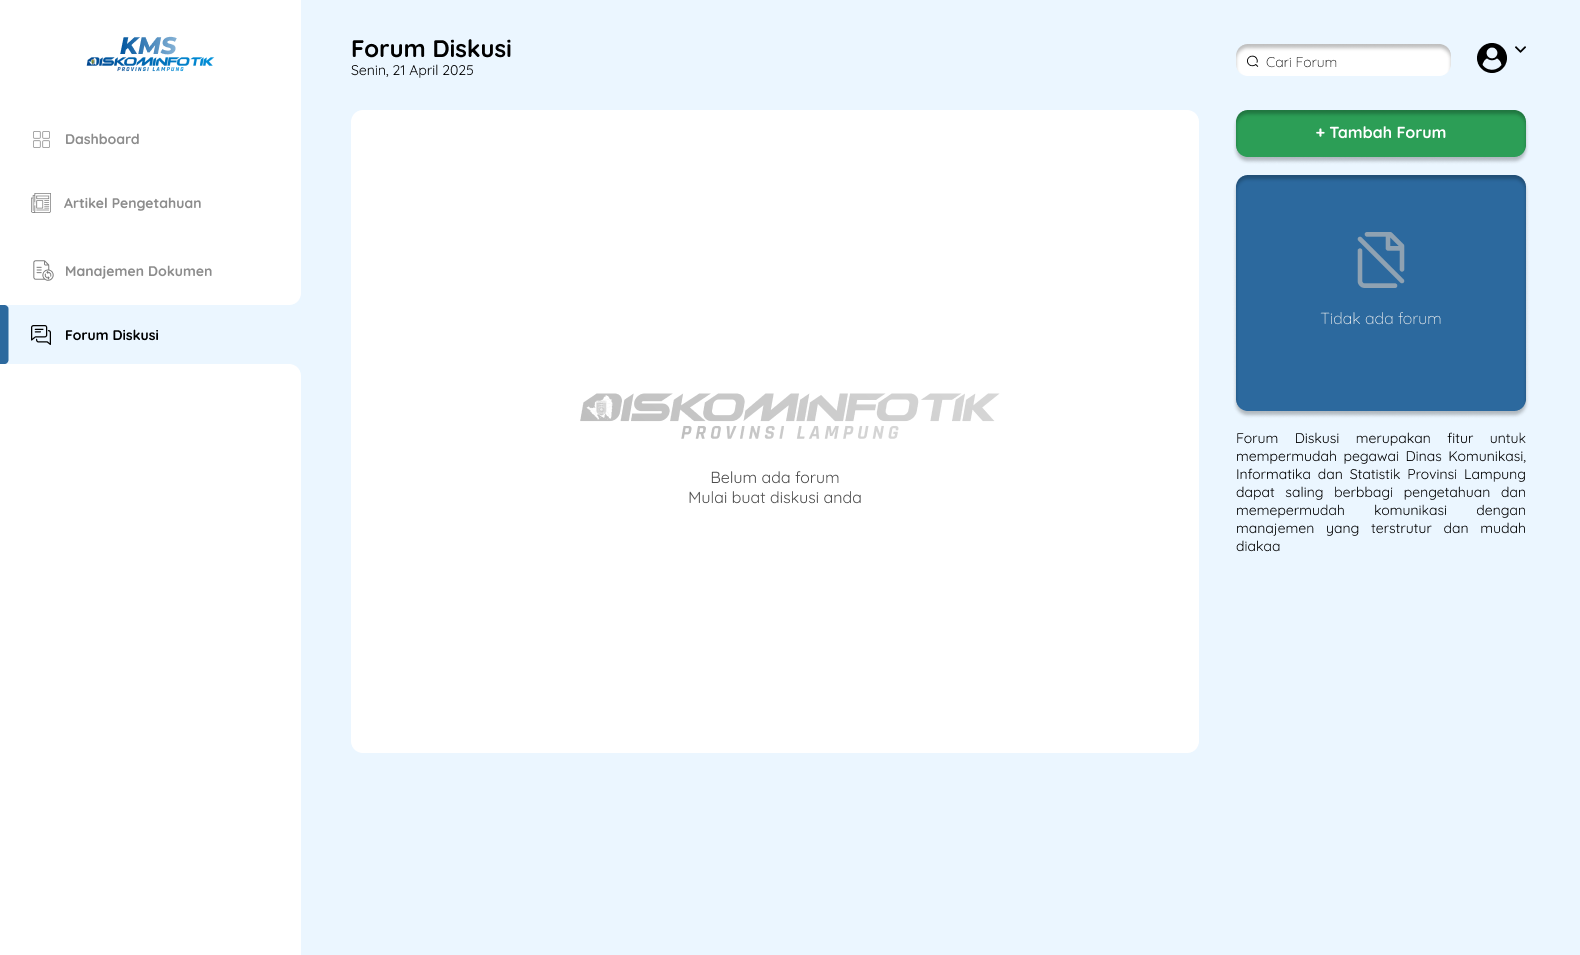 KMS
DISKOMINFOTIK
PROVINSI LAMPUNG
Dashboard
Artikel Pengetahuan
Manajemen Dokumen
Forum Diskusi
Forum Diskusi
Senin, 21 April 2025
Cari Forum
DISKOMINFOTIK
PROVINSI LAMPUNG
Belum ada forum
Mulai buat diskusi anda
+ Tambah Forum
Tidak ada forum
Forum Diskusi merupakan fitur untuk
mempermudah pegawai Dinas Komunikasi,
Informatika dan Statistik Provinsi Lampung
dapat saling berbbagi pengetahuan dan
memepermudah komunikasi dengan
manajemen yang terstrutur dan mudah
diakaa